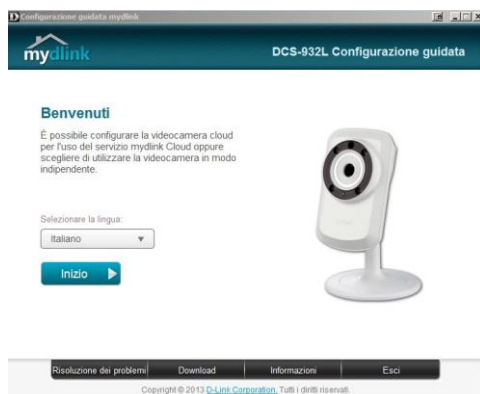 Configurazione guidata mydlink
mydlink
DCS-932L Configurazione guidata
Benvenuti
È possibile configurare la videocamera cloud
per l'uso del servizio mydlink Cloud oppure
scegliere di utilizzare la videocamera in modo
indipendente.
Selezionare la lingua:
Italiano
Inizio
Risoluzione dei problemi
Download
Informazioni
Esci
Copyright © 2013 D-Link Corporation. Tutti i diritti riservati.